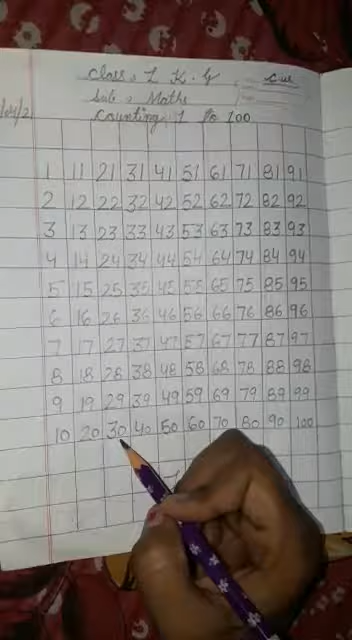 Class: L K.G C.W
Sub: Maths
Counting 1 to 100
1 11 21 31 41 51 61 71 81 91
2 12 22 32 42 52 62 72 82 92
3 13 23 33 43 53 63 73 83 93
4 14 24 34 44 54 64 74 84 94
5 15 25 35 45 55 65 75 85 95
6 16 26 36 46 56 66 76 86 96
7 17 27 37 47 57 67 77 87 97
8 18 28 38 48 58 68 78 88 98
9 19 29 39 49 59 69 79 89 99
10 20 30 40 50 60 70 80 90 100